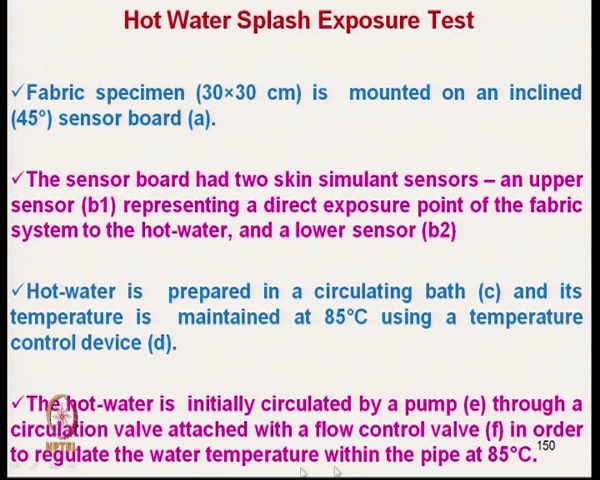 Hot Water Splash Exposure Test
✓Fabric specimen (30×30 cm) is mounted on an inclined
(45°) sensor board (a).
✓The sensor board had two skin simulant sensors – an upper
sensor (b1) representing a direct exposure point of the fabric
system to the hot-water, and a lower sensor (b2)
✓Hot-water is prepared in a circulating bath (c) and its
temperature is maintained at 85°C using a temperature
control device (d).
✓The hot-water is initially circulated by a pump (e) through a
circulation valve attached with a flow control valve (f) in order
to regulate the water temperature within the pipe at 85°C.
150
NPTEL